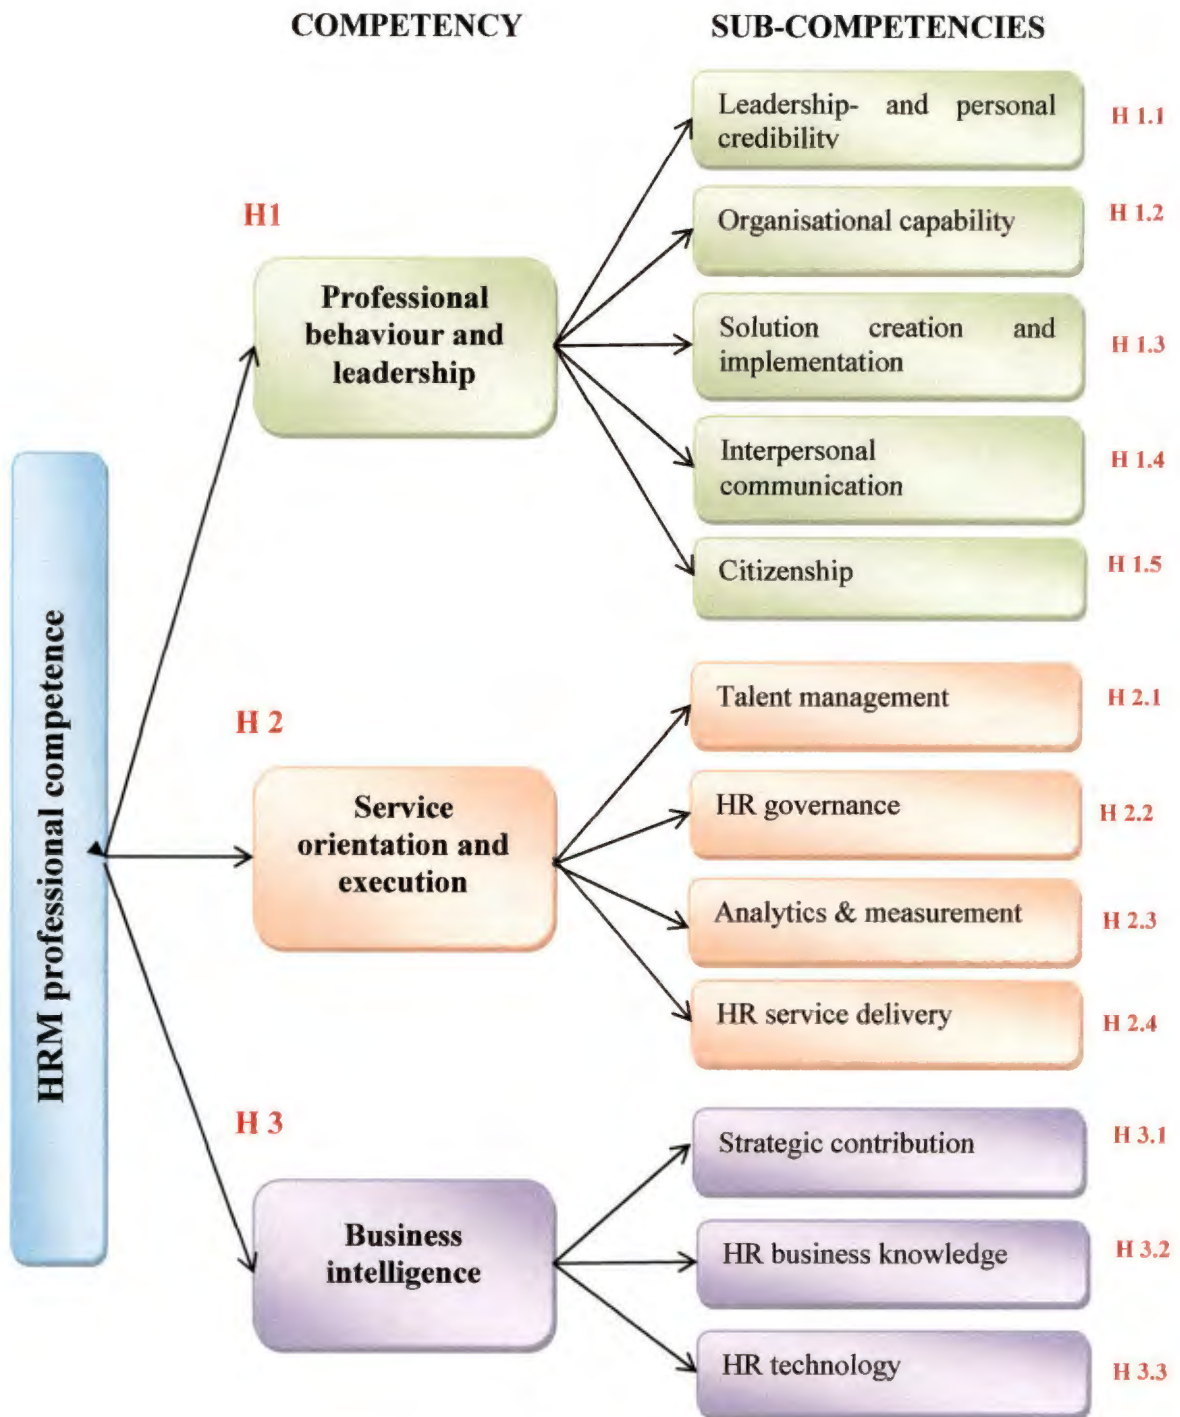 COMPETENCY
SUB-COMPETENCIES
HRM professional competence
H1
Professional
behaviour and
leadership
Leadership- and personal
credibility
H 1.1
Organisational capability
H 1.2
Solution creation and
implementation
H 1.3
Interpersonal
communication
H 1.4
Citizenship
H 1.5
H 2
Service
orientation and
execution
Talent management
H 2.1
HR governance
H 2.2
Analytics & measurement
H 2.3
HR service delivery
H 2.4
H 3
Business
intelligence
Strategic contribution
H 3.1
HR business knowledge
H 3.2
HR technology
H 3.3